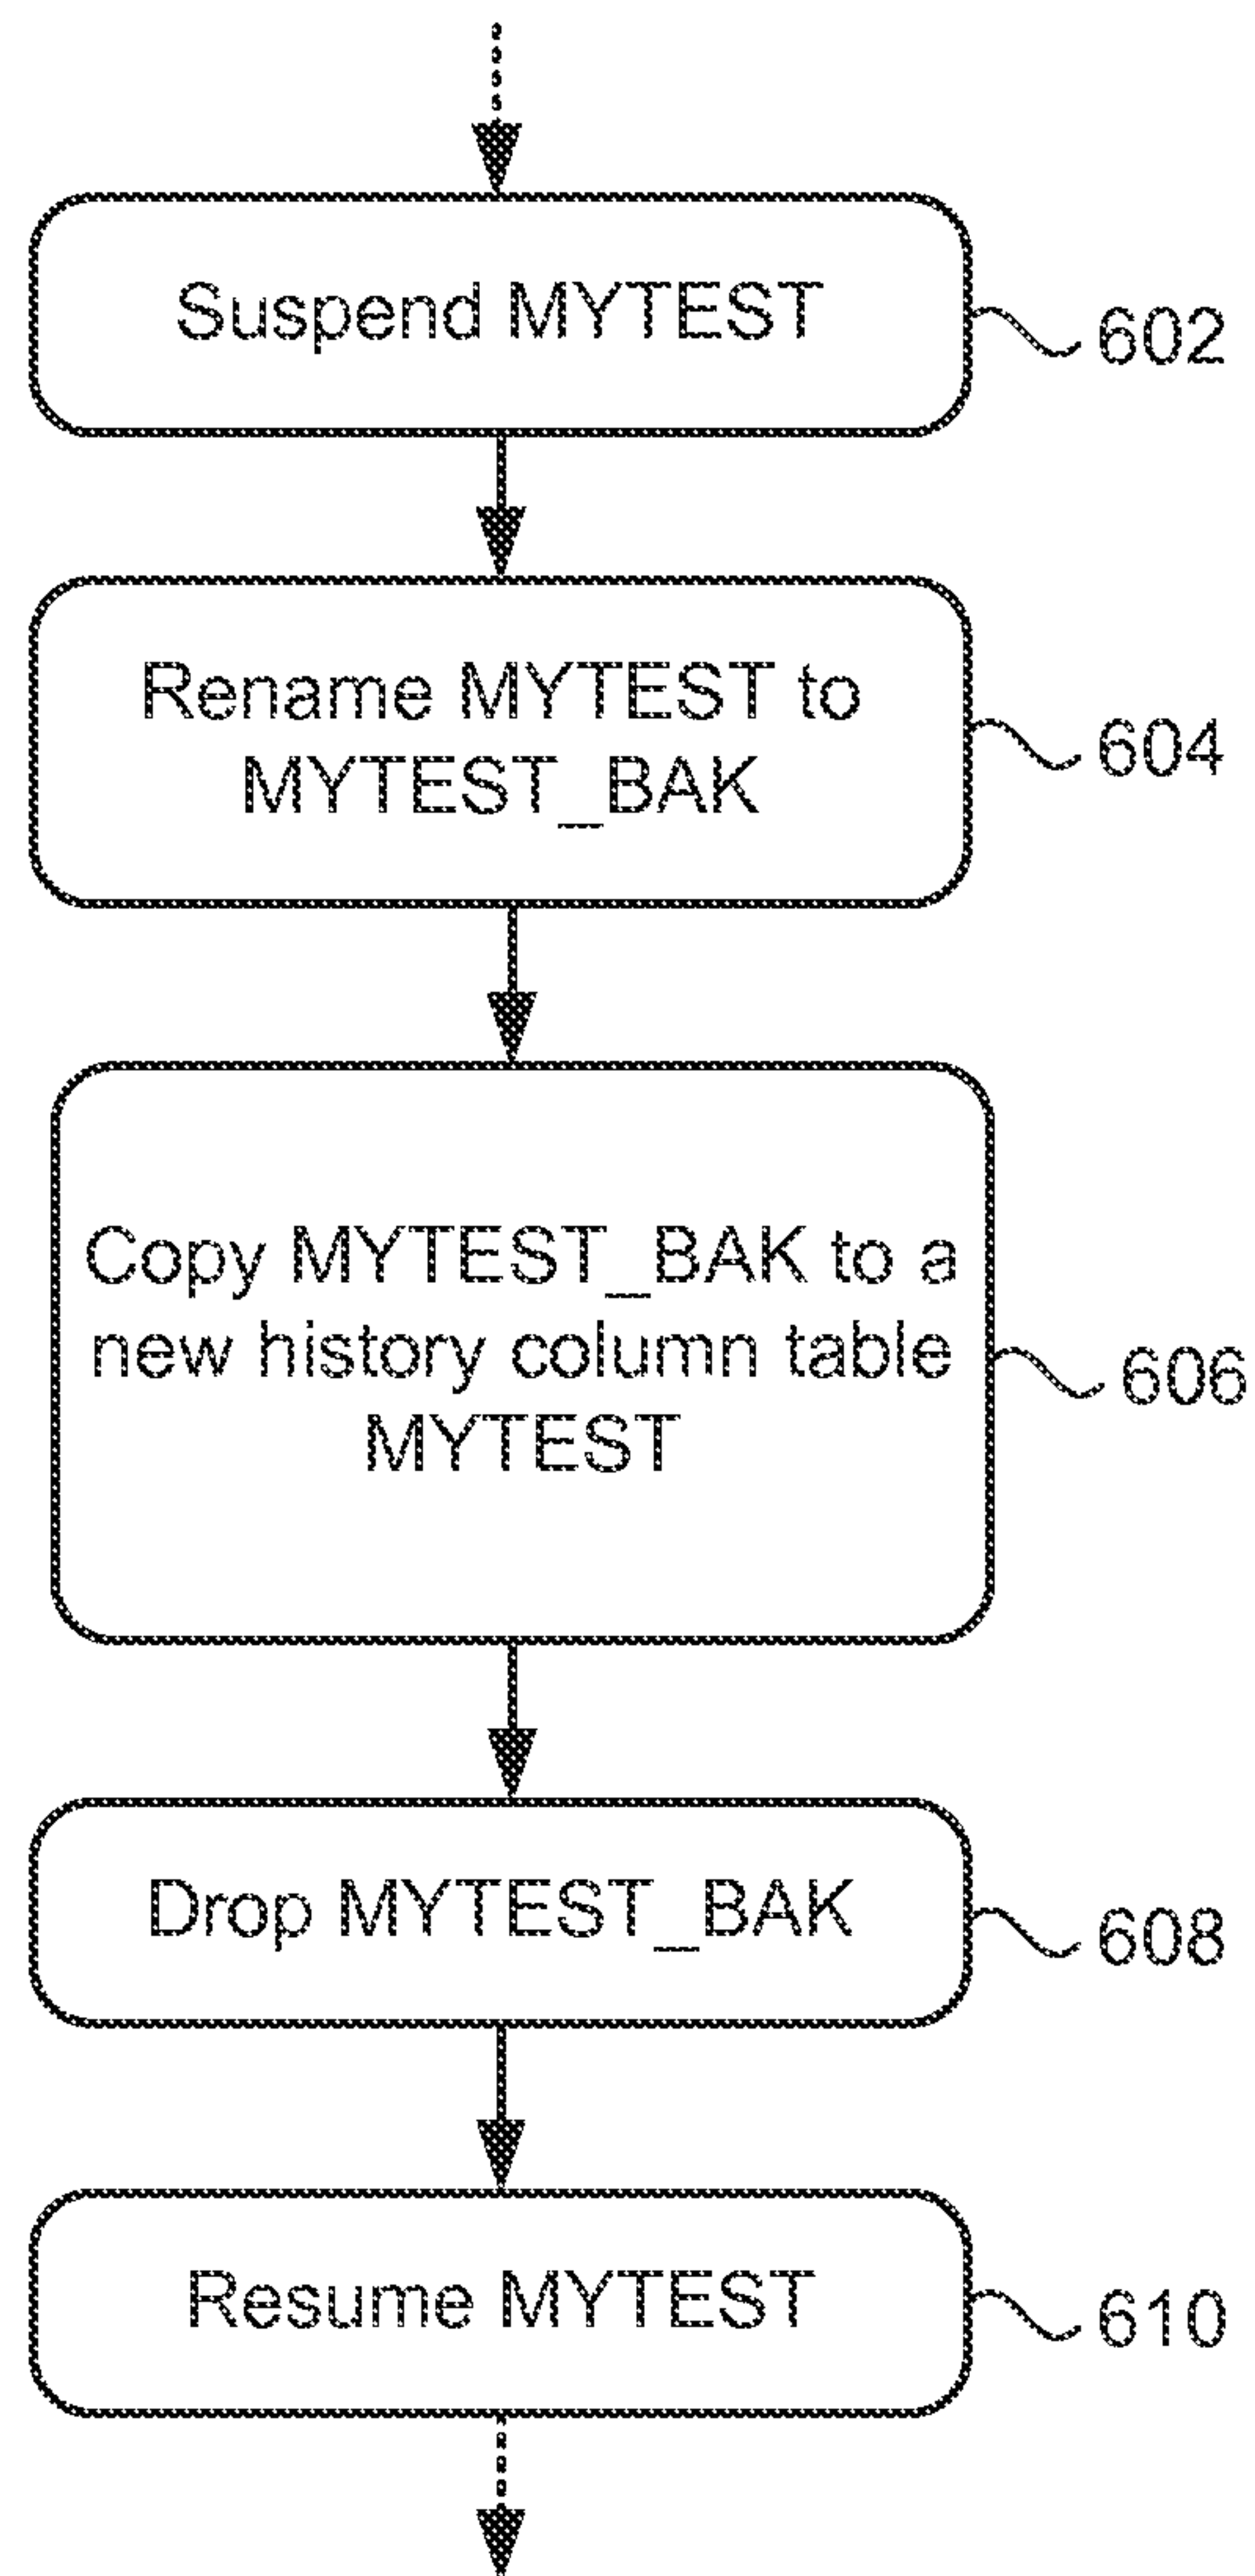 Suspend MYTEST
602
Rename MYTEST to
MYTEST_BAK
604
Copy MYTEST_BAK to a
new history column table
MYTEST
606
Drop MYTEST_BAK
608
Resume MYTEST
610